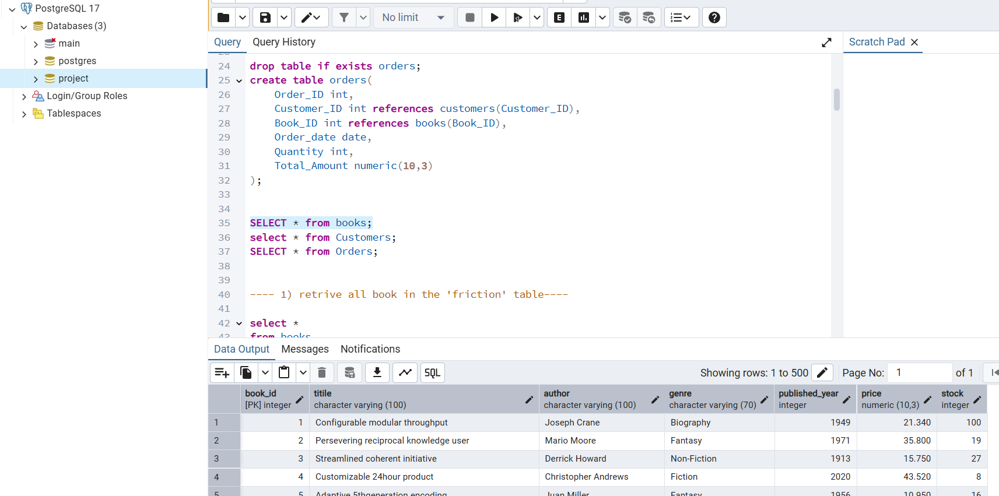 PostgreSQL 17
Databases (3)
main
postgres
project
Login/Group Roles
Tablespaces
No limit
E
Query
Query History
Scratch Pad
24 drop table if exists orders;
25 create table orders(
26 Order_ID int,
27 Customer_ID int references customers(Customer_ID),
28 Book_ID int references books(Book_ID),
29 Order_date date,
30 Quantity int,
31 Total_Amount numeric(10,3)
32 );
33
34
35 SELECT * from books;
36 select * from Customers;
37 SELECT * from Orders;
38
39
40 ---- 1) retrive all book in the 'friction' table----
41
42 select *
43 from books
Data Output
Messages
Notifications
SQL
Showing rows: 1 to 500
Page No: 1 of 1
book_id titile author genre published_year price stock
[PK] integer character varying (100) character varying (100) character varying (70) integer numeric (10,3) integer
1 1 Configurable modular throughput Joseph Crane Biography 1949 21.340 100
2 2 Persevering reciprocal knowledge user Mario Moore Fantasy 1971 35.800 19
3 3 Streamlined coherent initiative Derrick Howard Non-Fiction 1913 15.750 27
4 4 Customizable 24hour product Christopher Andrews Fiction 2020 43.520 8
5 5 Adaptive 5thgeneration encoding Juan Miller Fantasy 1956 10.950 16